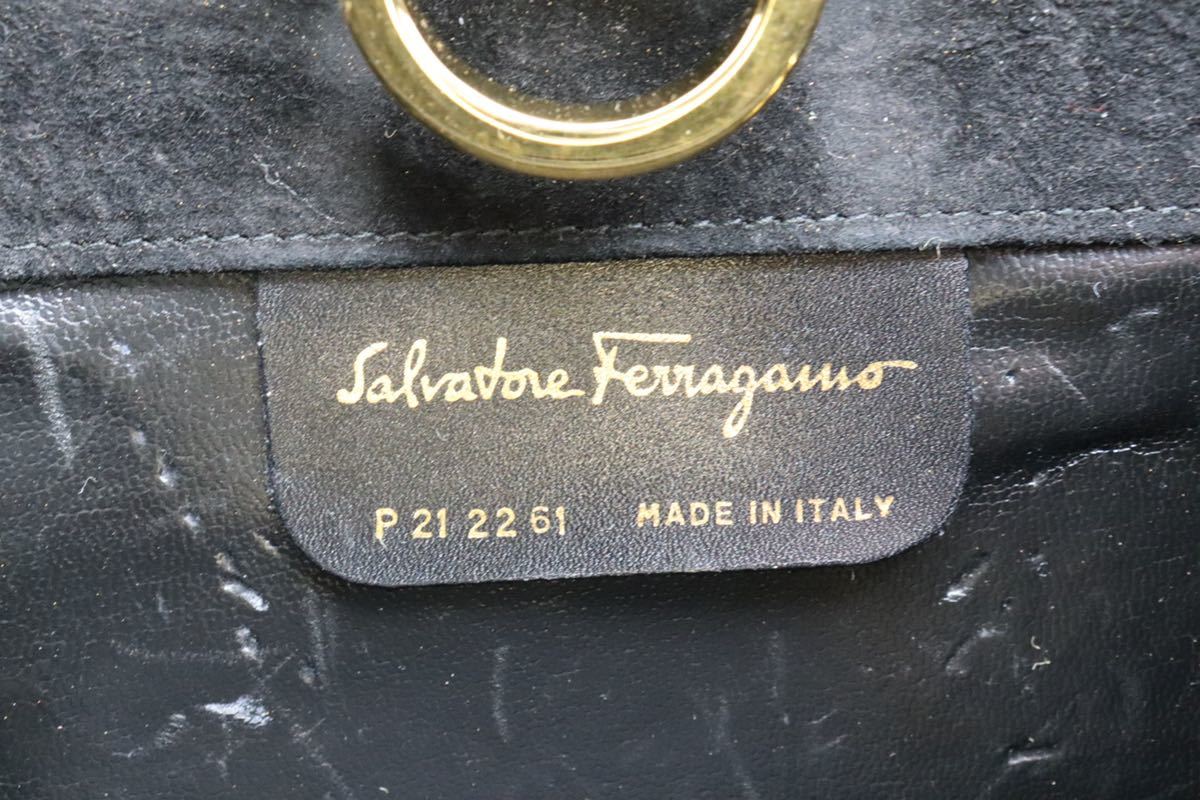 Salvatore Ferragamo
P 21 22 61 MADE IN ITALY